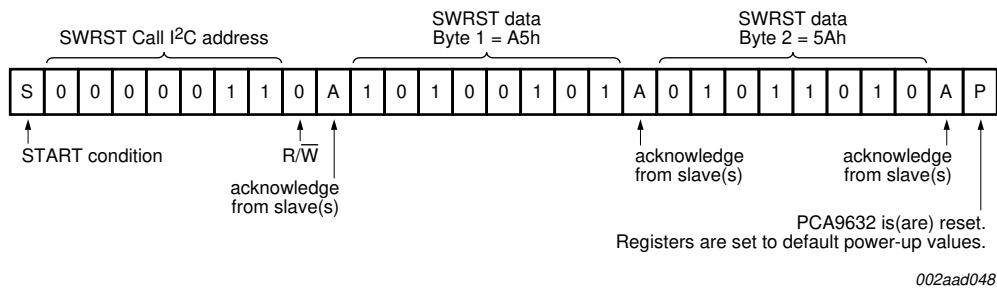 SWRST Call I²C address
SWRST data
Byte 1 = A5h
SWRST data
Byte 2 = 5Ah
S 0 0 0 0 0 1 1 0 A 1 0 1 0 0 1 0 1 A 0 1 0 1 1 0 1 0 A P
START condition
R/W̅
acknowledge
from slave(s)
acknowledge
from slave(s)
acknowledge
from slave(s)
PCA9632 is(are) reset.
Registers are set to default power-up values.
002aad048